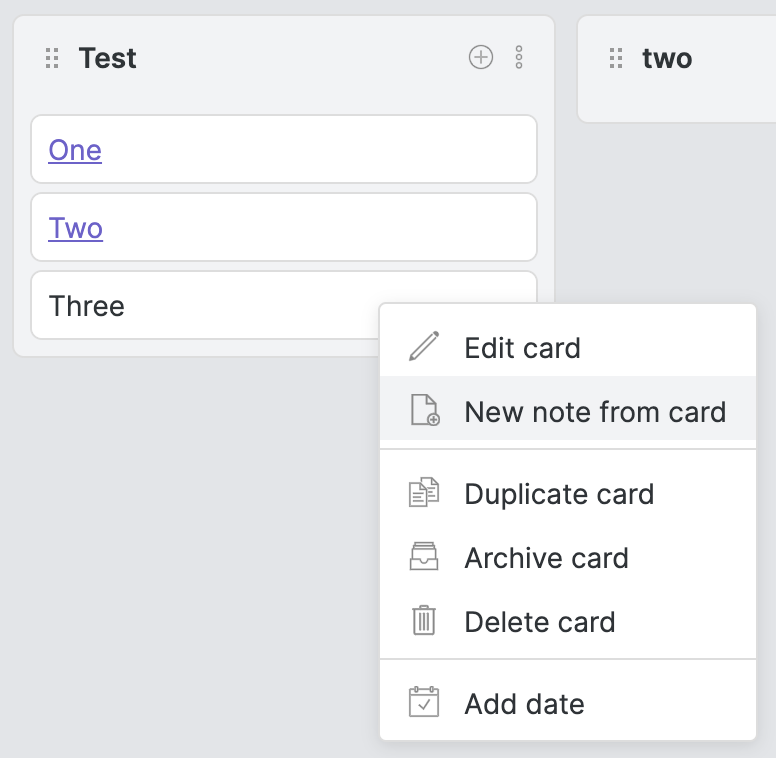 Test
two
One
Two
Three
Edit card
New note from card
Duplicate card
Archive card
Delete card
Add date